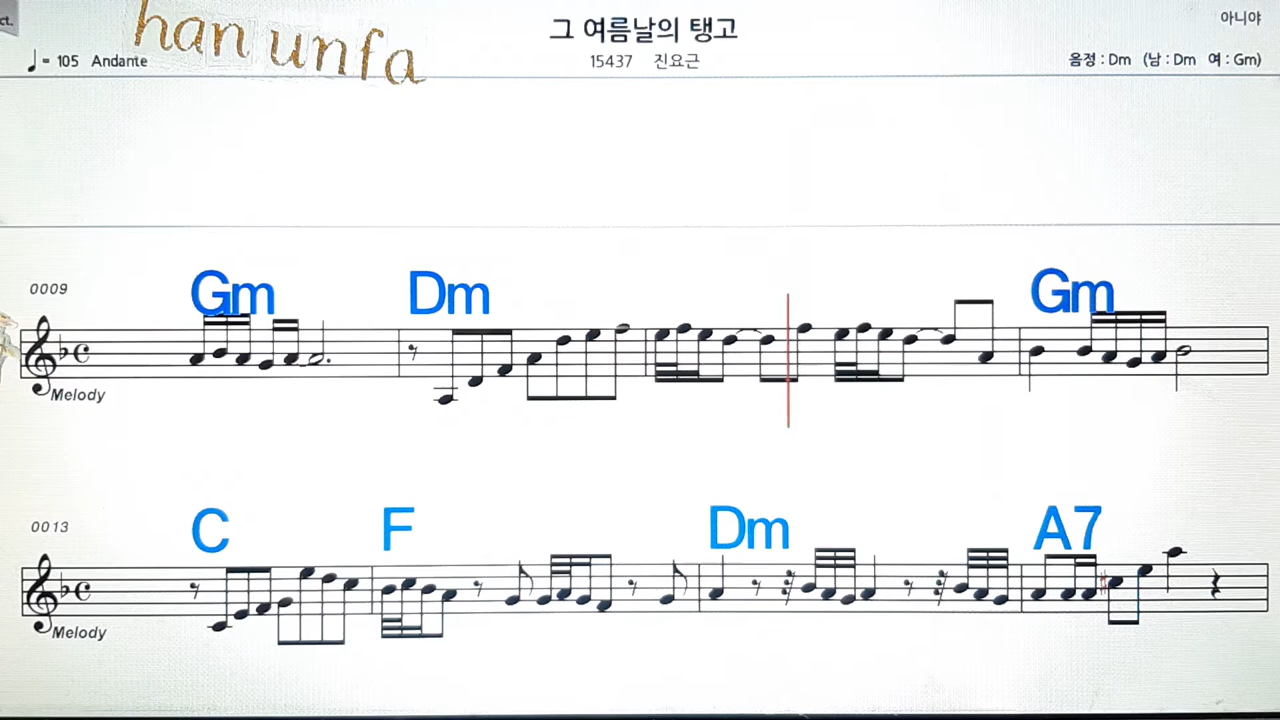 ct.
han unfa
그 여름날의 탱고
아니야
♩ = 105 Andante
15437 진요근
음정 : Dm (남 : Dm 여 : Gm)
0009
Gm Dm Gm
Melody
0013
C F Dm A7
Melody